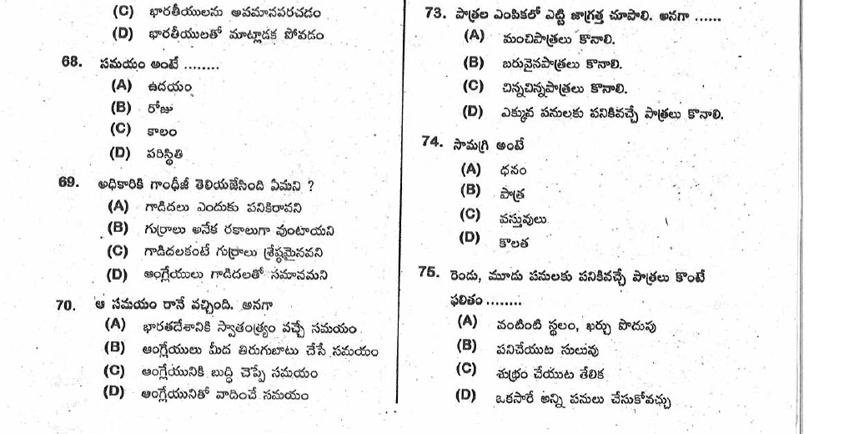 (C) భారతీయులను అవమానపరచడం
(D) భారతీయులతో మాట్లాడక పోవడం
68. సమయం అంటే ........
(A) ఉదయం
(B) రోజు
(C) కాలం
(D) పరిస్థితి
69. అధికారికి గాంధీజీ తెలియజేసింది ఏమని ?
(A) గాడిదలు ఎందుకు పనికిరావని
(B) గుర్రాలు అనేక రకాలుగా వుంటాయని
(C) గాడిదలకంటే గుర్రాలు శ్రేష్ఠమైనవని
(D) ఆంగ్లేయులు గాడిదలతో సమానమని
70. ఆ సమయం రానే వచ్చింది. అనగా
(A) భారతదేశానికి స్వాతంత్ర్యం వచ్చే సమయం
(B) ఆంగ్లేయులు మీద తిరుగుబాటు చేసే సమయం
(C) ఆంగ్లేయునికి బుద్ధి చెప్పే సమయం
(D) ఆంగ్లేయునితో వాదించే సమయం
73. పాత్రల ఎంపికలో ఎట్టి జాగ్రత్త చూపాలి. అనగా ......
(A) మంచిపాత్రలు కొనాలి.
(B) బరువైనపాత్రలు కొనాలి.
(C) చిన్నచిన్నపాత్రలు కొనాలి.
(D) ఎక్కువ పనులకు పనికివచ్చే పాత్రలు కొనాలి.
74. సామగ్రి అంటే
(A) ధనం
(B) పాత్ర
(C) వస్తువులు
(D) కొలత
75. రెండు, మూడు పనులకు పనికివచ్చే పాత్రలు కొంటే
ఫలితం ........
(A) వంటింటి స్థలం, ఖర్చు పొదుపు
(B) పనిచేయుట సులువు
(C) శుభ్రం చేయుట తేలిక
(D) ఒకసారే అన్ని పనులు చేసుకోవచ్చు